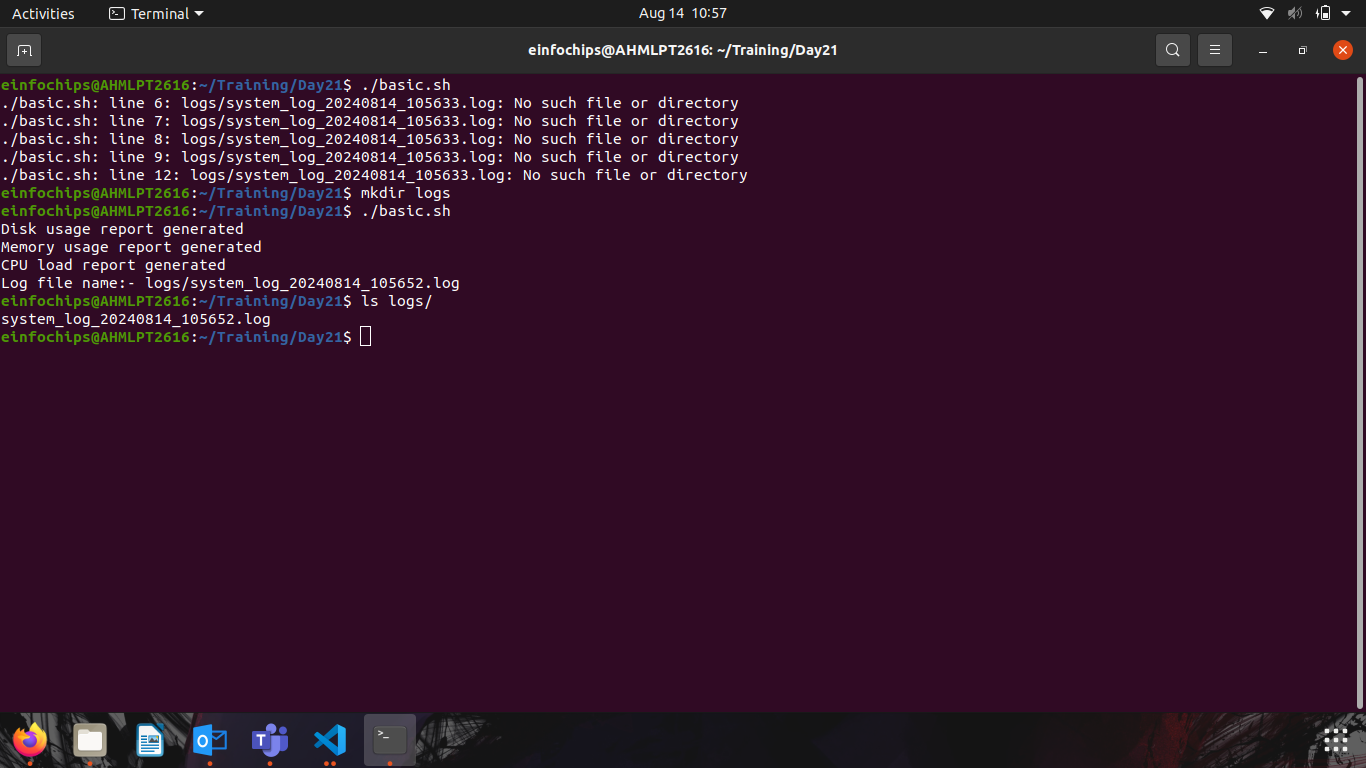 Activities Terminal Aug 14 10:57
einfochips@AHMLPT2616: ~/Training/Day21
einfochips@AHMLPT2616:~/Training/Day21$ ./basic.sh
./basic.sh: line 6: logs/system_log_20240814_105633.log: No such file or directory
./basic.sh: line 7: logs/system_log_20240814_105633.log: No such file or directory
./basic.sh: line 8: logs/system_log_20240814_105633.log: No such file or directory
./basic.sh: line 9: logs/system_log_20240814_105633.log: No such file or directory
./basic.sh: line 12: logs/system_log_20240814_105633.log: No such file or directory
einfochips@AHMLPT2616:~/Training/Day21$ mkdir logs
einfochips@AHMLPT2616:~/Training/Day21$ ./basic.sh
Disk usage report generated
Memory usage report generated
CPU load report generated
Log file name:- logs/system_log_20240814_105652.log
einfochips@AHMLPT2616:~/Training/Day21$ ls logs/
system_log_20240814_105652.log
einfochips@AHMLPT2616:~/Training/Day21$